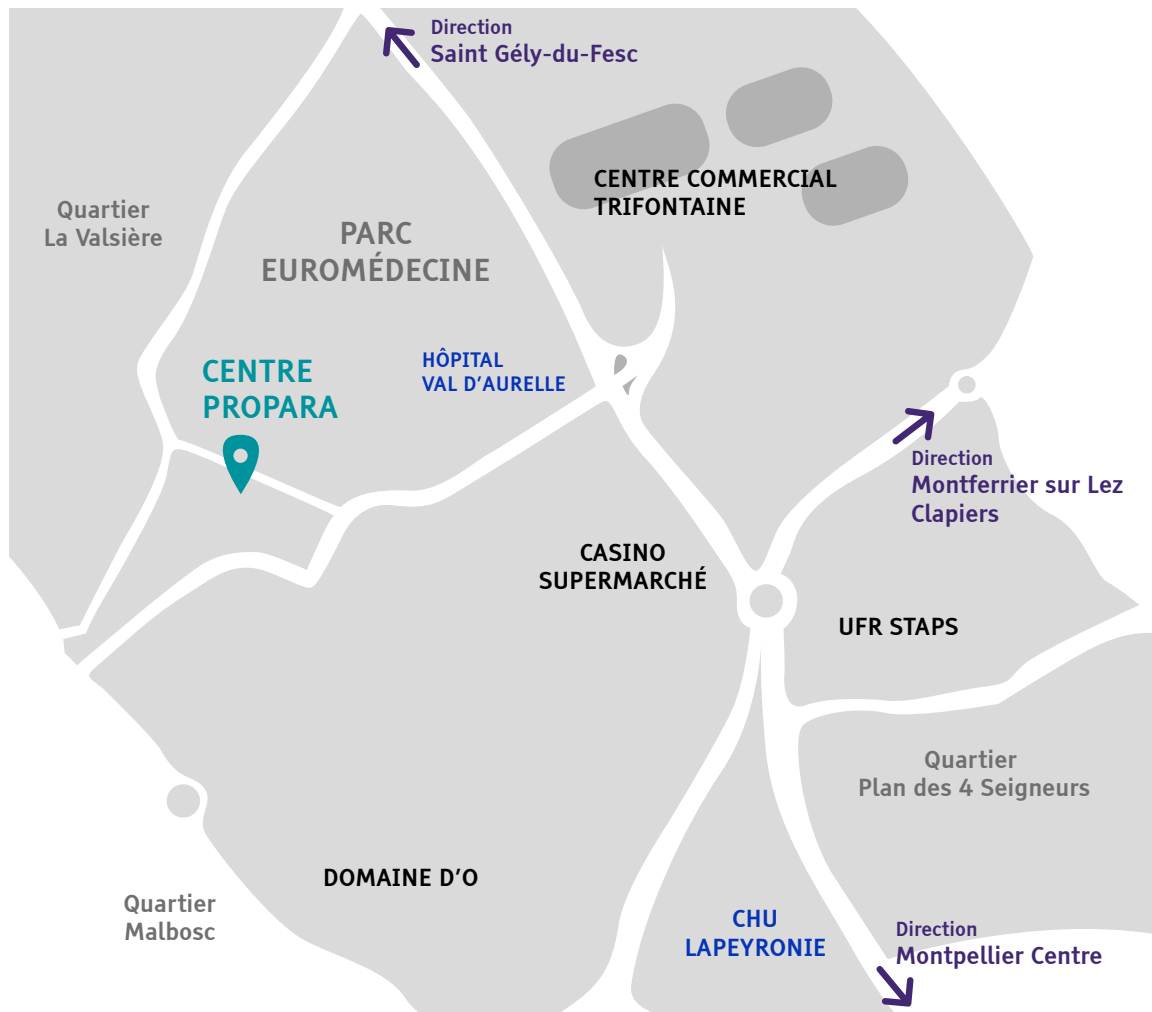 Direction
Saint Gély-du-Fesc
CENTRE COMMERCIAL
TRIFONTAINE
Quartier
La Valsière
PARC
EUROMÉDECINE
HÔPITAL
VAL D'AURELLE
CENTRE
PROPARA
Direction
Montferrier sur Lez
Clapiers
CASINO
SUPERMARCHÉ
UFR STAPS
Quartier
Plan des 4 Seigneurs
DOMAINE D'O
Quartier
Malbosc
CHU
LAPEYRONIE
Direction
Montpellier Centre